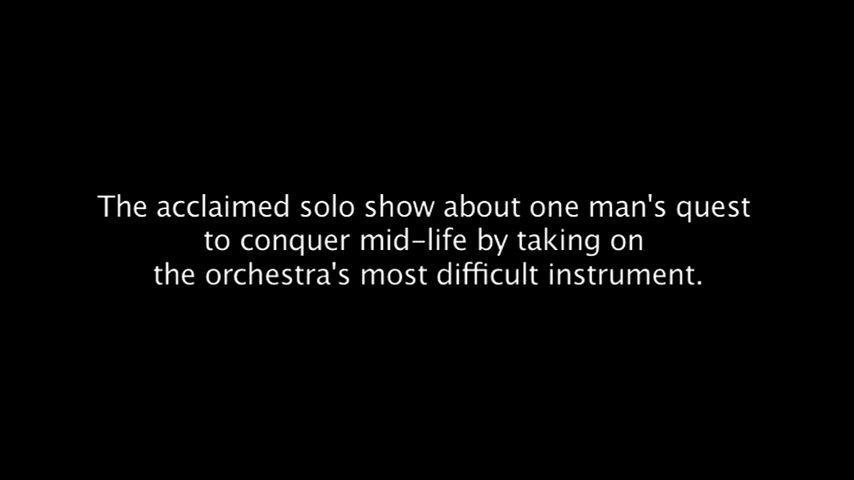 The acclaimed solo show about one man's quest
to conquer mid-life by taking on
the orchestra's most difficult instrument.